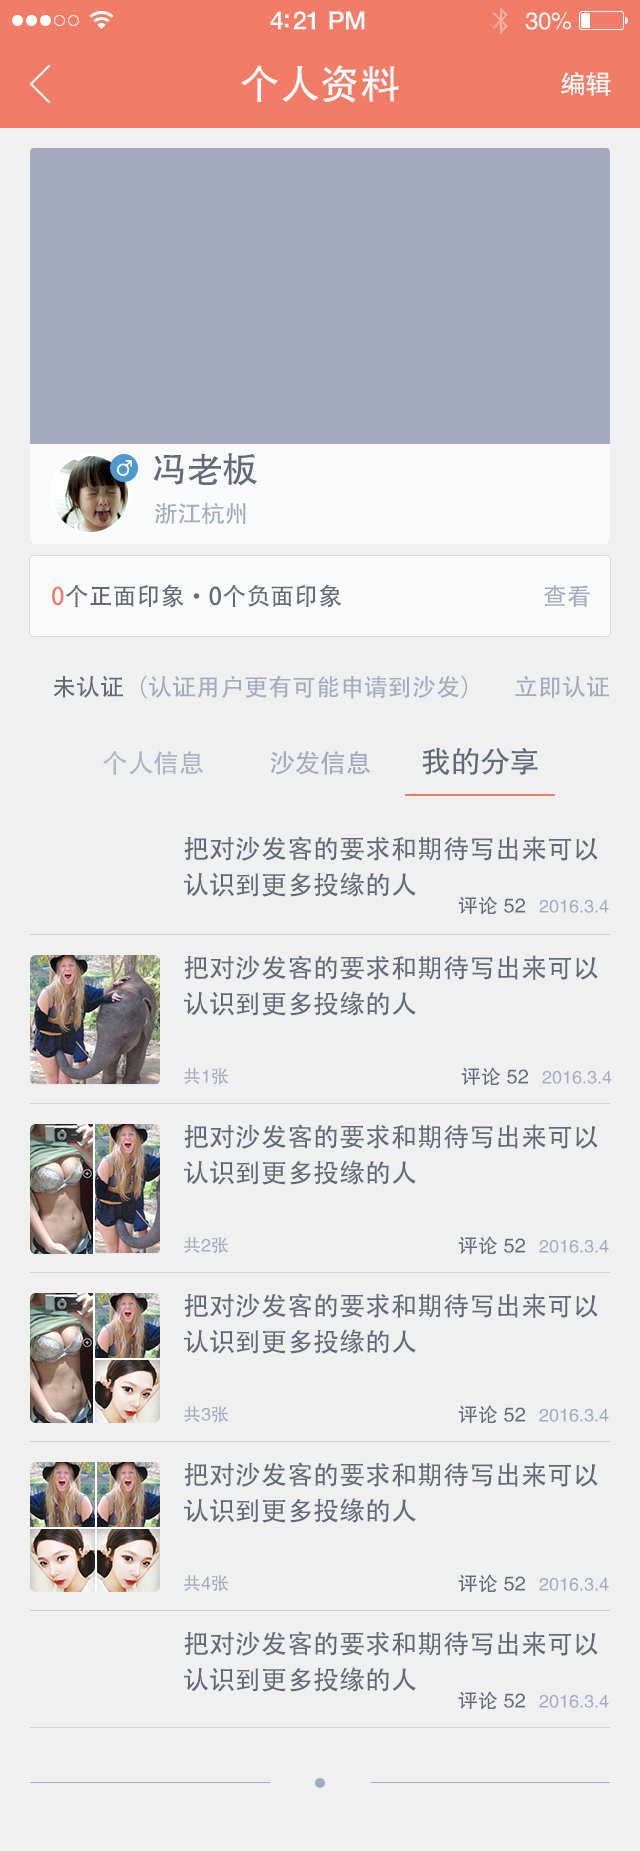 4:21 PM 30%
个人资料 编辑
冯老板
浙江杭州
0个正面印象·0个负面印象 查看
未认证（认证用户更有可能申请到沙发） 立即认证
个人信息 沙发信息 我的分享
把对沙发客的要求和期待写出来可以
认识到更多投缘的人
评论 52 2016.3.4
把对沙发客的要求和期待写出来可以
认识到更多投缘的人
共1张 评论 52 2016.3.4
把对沙发客的要求和期待写出来可以
认识到更多投缘的人
共2张 评论 52 2016.3.4
把对沙发客的要求和期待写出来可以
认识到更多投缘的人
共3张 评论 52 2016.3.4
把对沙发客的要求和期待写出来可以
认识到更多投缘的人
共4张 评论 52 2016.3.4
把对沙发客的要求和期待写出来可以
认识到更多投缘的人
评论 52 2016.3.4